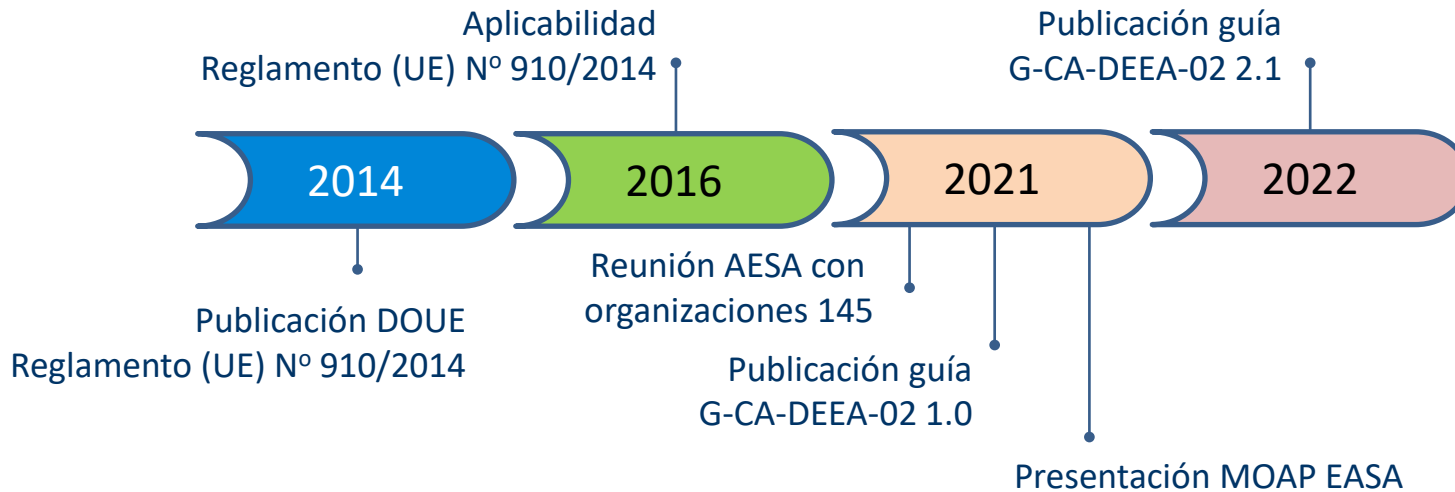 Aplicabilidad
Reglamento (UE) Nº 910/2014
Publicación guía
G-CA-DEEA-02 2.1
2014
2016
2021
2022
Publicación DOUE
Reglamento (UE) Nº 910/2014
Reunión AESA con
organizaciones 145
Publicación guía
G-CA-DEEA-02 1.0
Presentación MOAP EASA